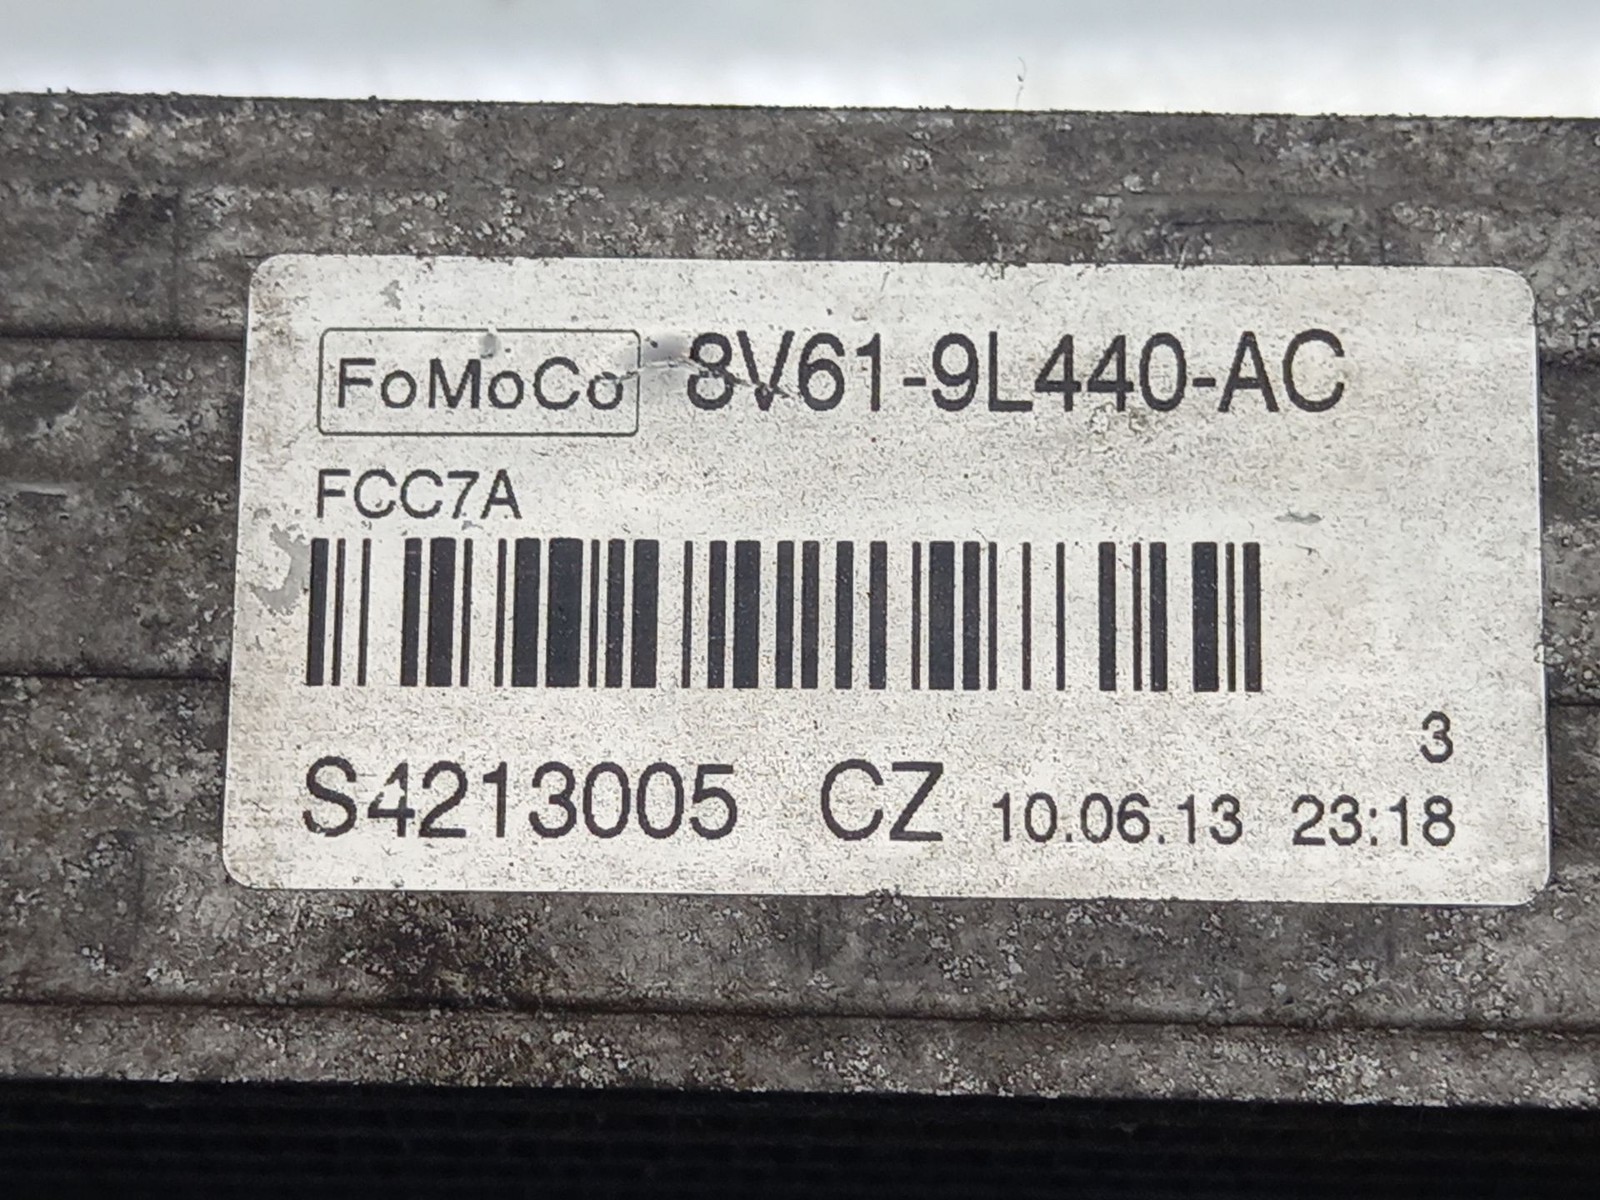 FoMoCo 8V61-9L440-AC
FCC7A
3
S4213005 CZ 10.06.13 23:18